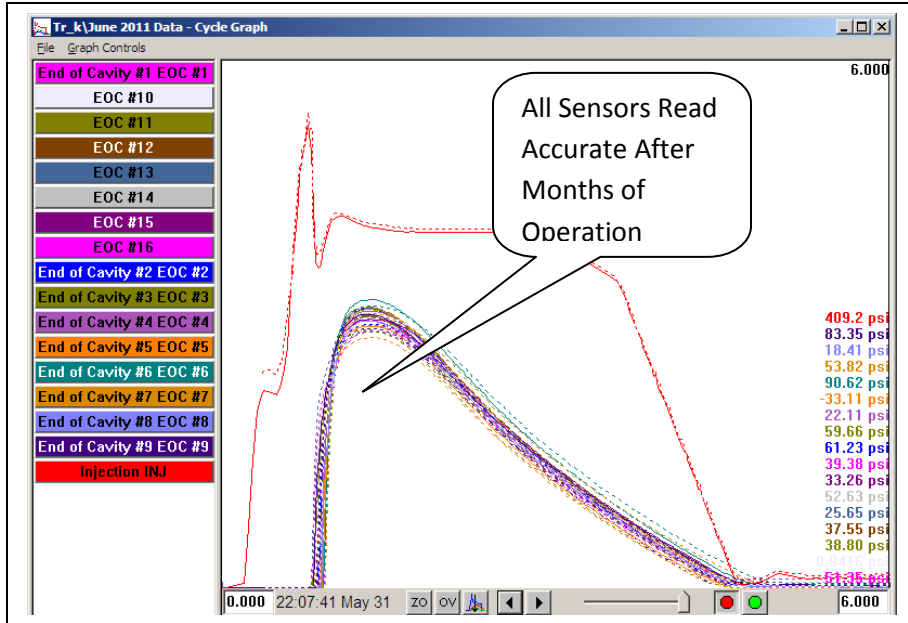 Tr_k\June 2011 Data - Cycle Graph
File Graph Controls
End of Cavity #1 EOC #1
EOC #10
EOC #11
EOC #12
EOC #13
EOC #14
EOC #15
EOC #16
End of Cavity #2 EOC #2
End of Cavity #3 EOC #3
End of Cavity #4 EOC #4
End of Cavity #5 EOC #5
End of Cavity #6 EOC #6
End of Cavity #7 EOC #7
End of Cavity #8 EOC #8
End of Cavity #9 EOC #9
Injection INJ
6.000
All Sensors Read
Accurate After
Months of
Operation
409.2 psi
83.35 psi
18.41 psi
53.82 psi
90.62 psi
-33.11 psi
22.11 psi
59.66 psi
61.23 psi
39.38 psi
33.26 psi
52.63 psi
25.65 psi
37.55 psi
38.80 psi
0.9416 psi
51.35 psi
0.000 22:07:41 May 31 ZO OV 6.000